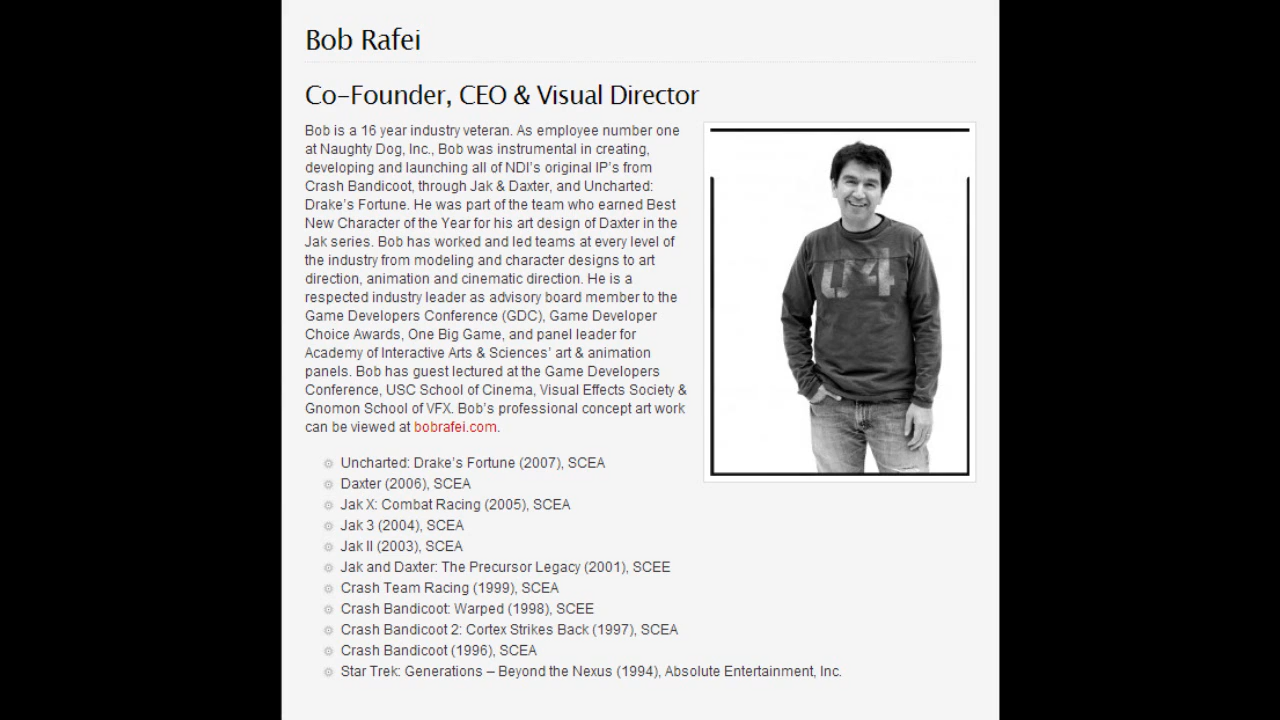 Bob Rafei
Co-Founder, CEO & Visual Director
Bob is a 16 year industry veteran. As employee number one
at Naughty Dog, Inc., Bob was instrumental in creating,
developing and launching all of NDI's original IP's from
Crash Bandicoot, through Jak & Daxter, and Uncharted:
Drake's Fortune. He was part of the team who earned Best
New Character of the Year for his art design of Daxter in the
Jak series. Bob has worked and led teams at every level of
the industry from modeling and character designs to art
direction, animation and cinematic direction. He is a
respected industry leader as advisory board member to the
Game Developers Conference (GDC), Game Developer
Choice Awards, One Big Game, and panel leader for
Academy of Interactive Arts & Sciences' art & animation
panels. Bob has guest lectured at the Game Developers
Conference, USC School of Cinema, Visual Effects Society &
Gnomon School of VFX. Bob's professional concept art work
can be viewed at bobrafei.com.
Uncharted: Drake's Fortune (2007), SCEA
Daxter (2006), SCEA
Jak X: Combat Racing (2005), SCEA
Jak 3 (2004), SCEA
Jak II (2003), SCEA
Jak and Daxter: The Precursor Legacy (2001), SCEE
Crash Team Racing (1999), SCEA
Crash Bandicoot: Warped (1998), SCEE
Crash Bandicoot 2: Cortex Strikes Back (1997), SCEA
Crash Bandicoot (1996), SCEA
Star Trek: Generations – Beyond the Nexus (1994), Absolute Entertainment, Inc.